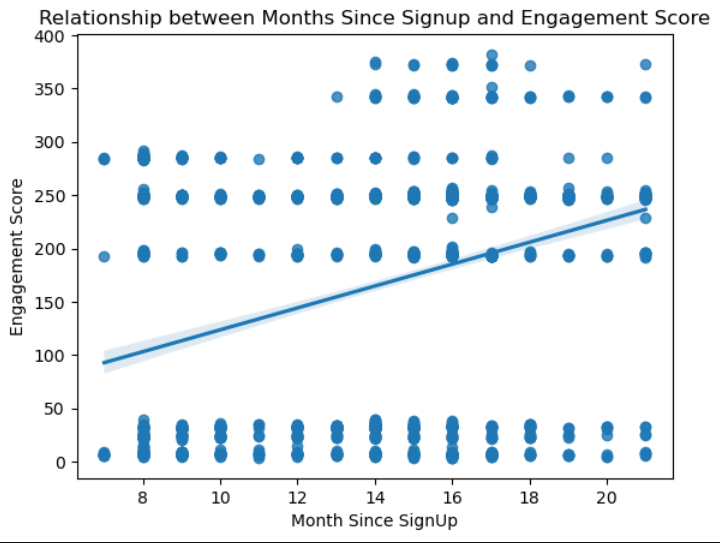 Relationship between Months Since Signup and Engagement Score
400
350
300
250
200
150
100
50
0
Engagement Score
8 10 12 14 16 18 20
Month Since SignUp